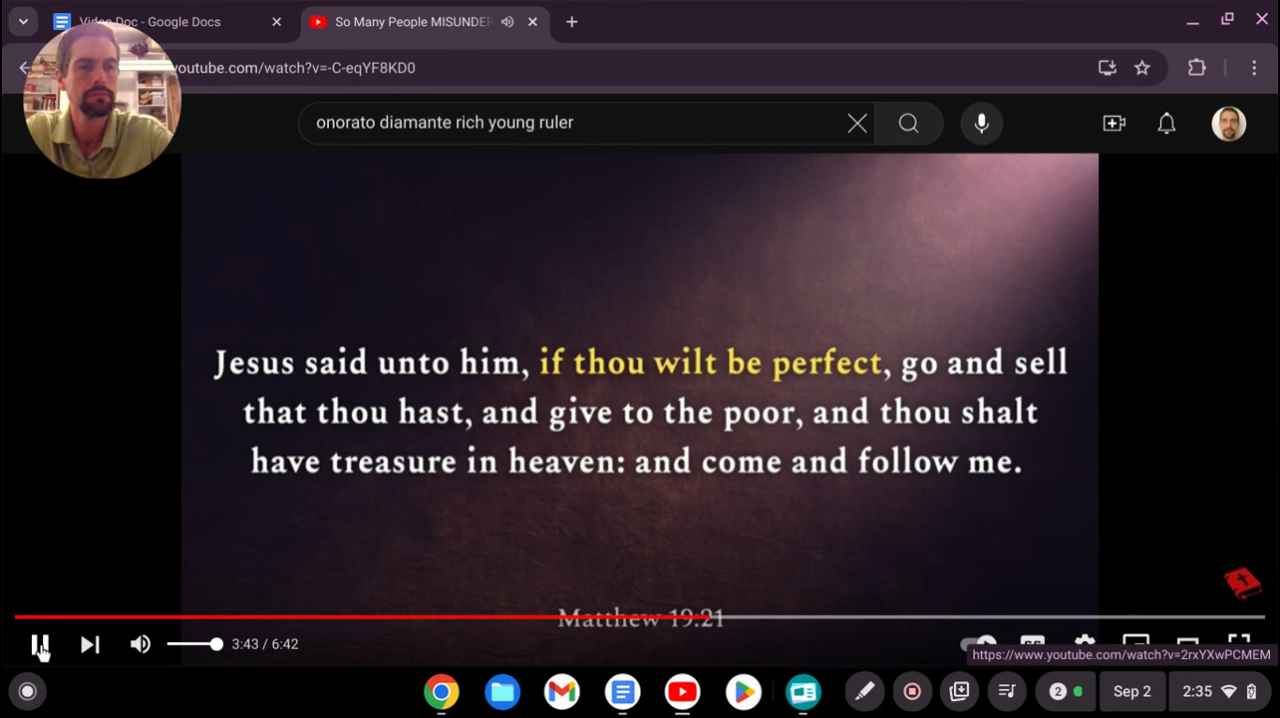 Video Doc - Google Docs
So Many People MISUNDER
youtube.com/watch?v=-C-eqYF8KD0
onorato diamante rich young ruler
Jesus said unto him, if thou wilt be perfect, go and sell
that thou hast, and give to the poor, and thou shalt
have treasure in heaven: and come and follow me.
Matthew 19:21
3:43 / 6:42
https://www.youtube.com/watch?v=2rxYXwPCMEM
2
Sep 2
2:35